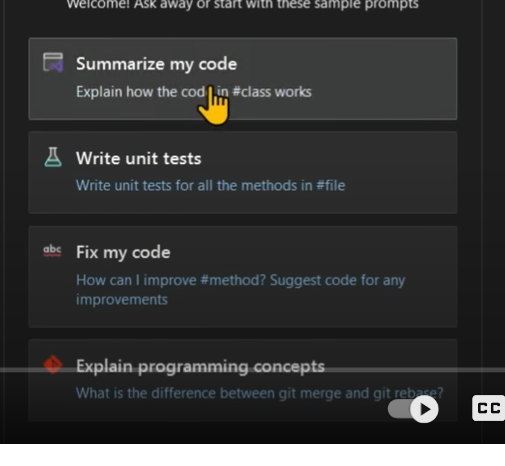 Welcome! Ask away or start with these sample prompts
Summarize my code
Explain how the code in #class works
Write unit tests
Write unit tests for all the methods in #file
abc
Fix my code
How can I improve #method? Suggest code for any
improvements
Explain programming concepts
What is the difference between git merge and git rebase?
CC